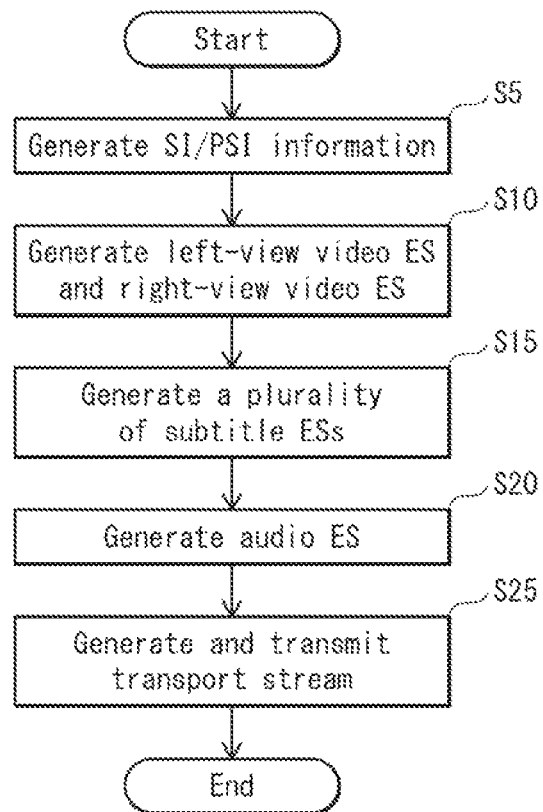 Start
S5
Generate SI/PSI information
S10
Generate left-view video ES
and right-view video ES
S15
Generate a plurality
of subtitle ESs
S20
Generate audio ES
S25
Generate and transmit
transport stream
End